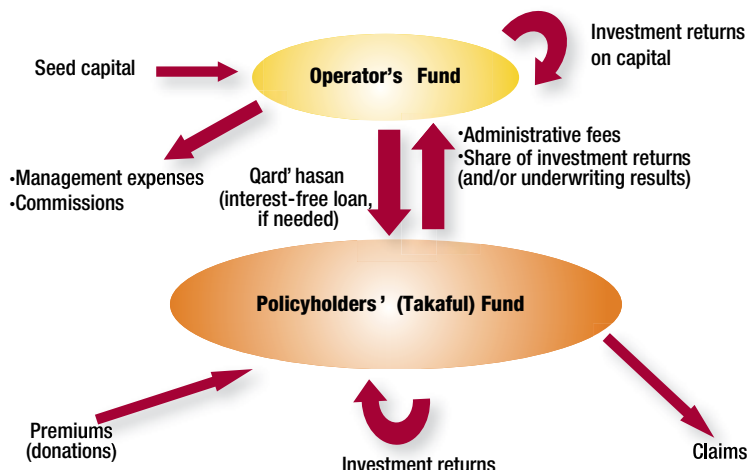 Investment returns
on capital
Seed capital
Operator's Fund
•Administrative fees
•Share of investment returns
(and/or underwriting results)
•Management expenses
•Commissions
Qard' hasan
(interest-free loan,
if needed)
Policyholders' (Takaful) Fund
Premiums
(donations)
Investment returns
Claims